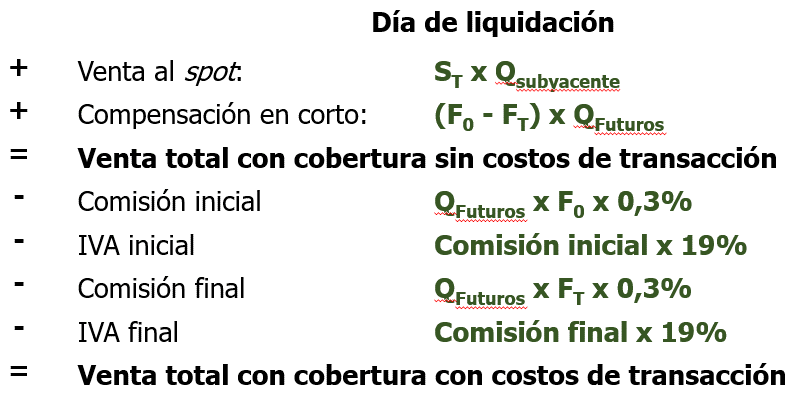 Día de liquidación
+ Venta al spot: S_T x Q_subyacente
+ Compensación en corto: (F_0 - F_T) x Q_Futuros
= Venta total con cobertura sin costos de transacción
- Comisión inicial Q_Futuros x F_0 x 0,3%
- IVA inicial Comisión inicial x 19%
- Comisión final Q_Futuros x F_T x 0,3%
- IVA final Comisión final x 19%
= Venta total con cobertura con costos de transacción